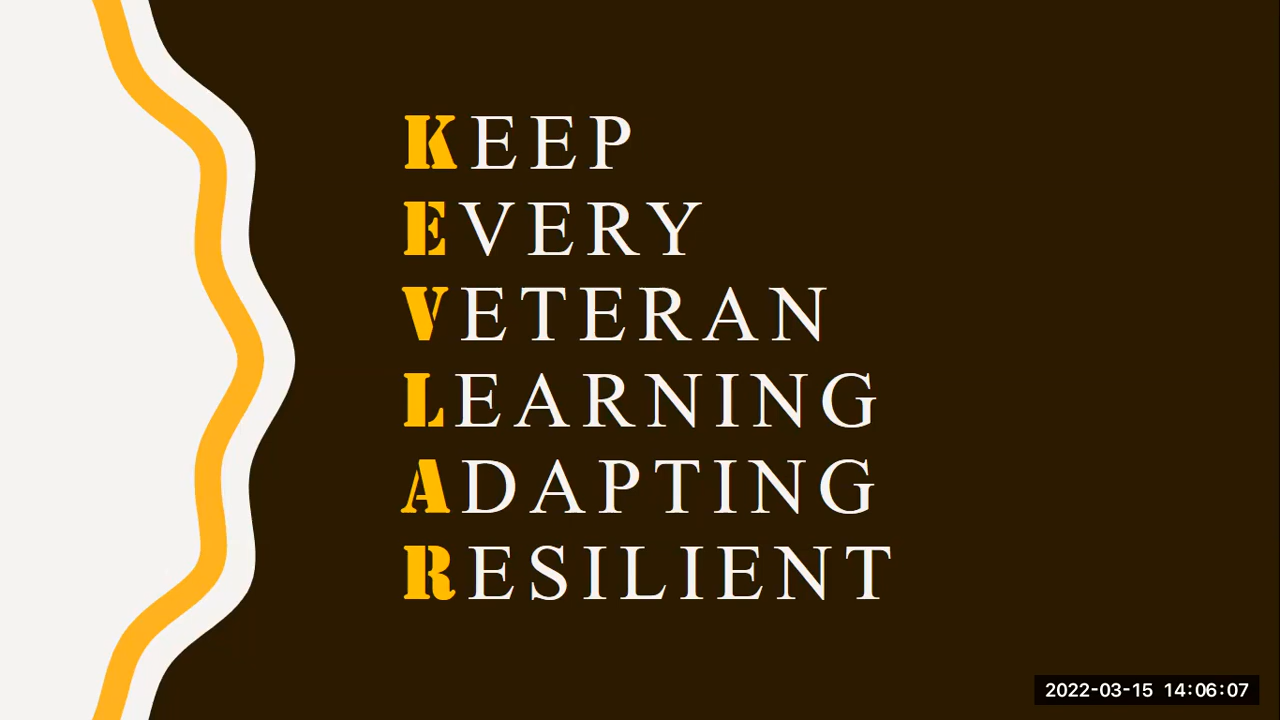 KEEP
EVERY
VETERAN
LEARNING
ADAPTING
RESILIENT
2022-03-15 14:06:07